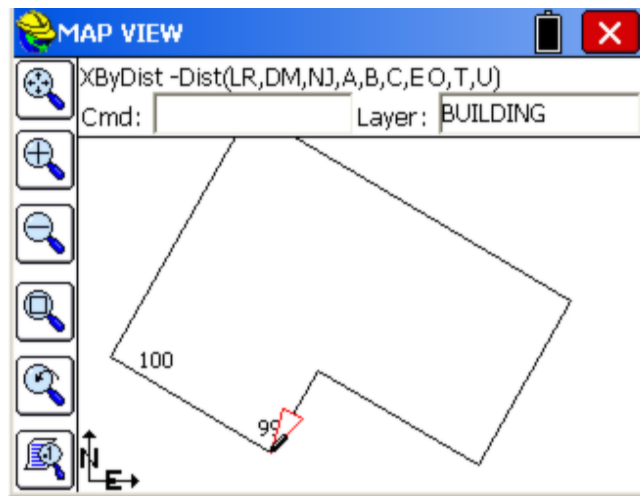 MAP VIEW
XByDist -Dist(LR,DM,NJ,A,B,C,EO,T,U)
Cmd: Layer: BUILDING
100
99
N
E